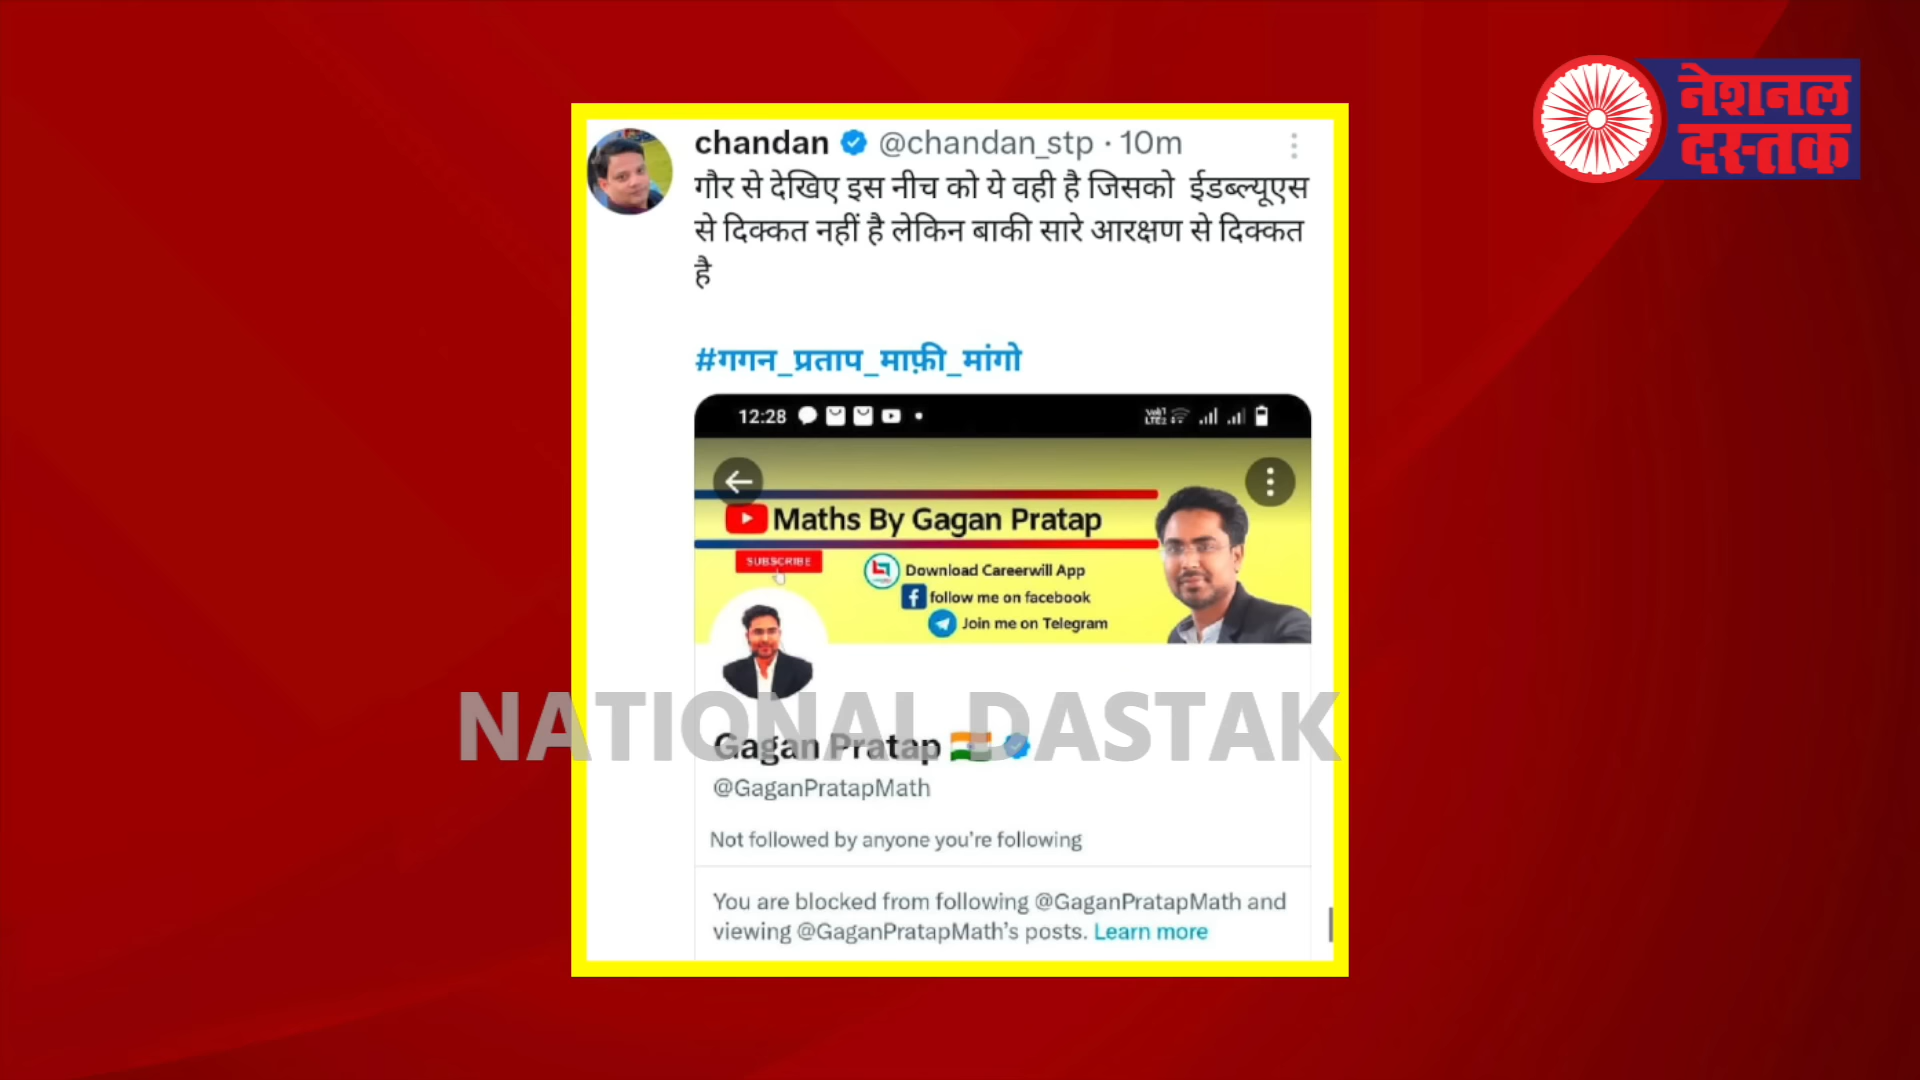 नेशनल
दस्तक
chandan @chandan_stp · 10m
गौर से देखिए इस नीच को ये वही है जिसको ईडब्ल्यूएस
से दिक्कत नहीं है लेकिन बाकी सारे आरक्षण से दिक्कत
है
#गगन_प्रताप_माफ़ी_मांगो
12:28
Maths By Gagan Pratap
SUBSCRIBE
Download Careerwill App
follow me on facebook
Join me on Telegram
NATIONAL DASTAK
Gagan Pratap
@GaganPratapMath
Not followed by anyone you're following
You are blocked from following @GaganPratapMath and
viewing @GaganPratapMath's posts. Learn more